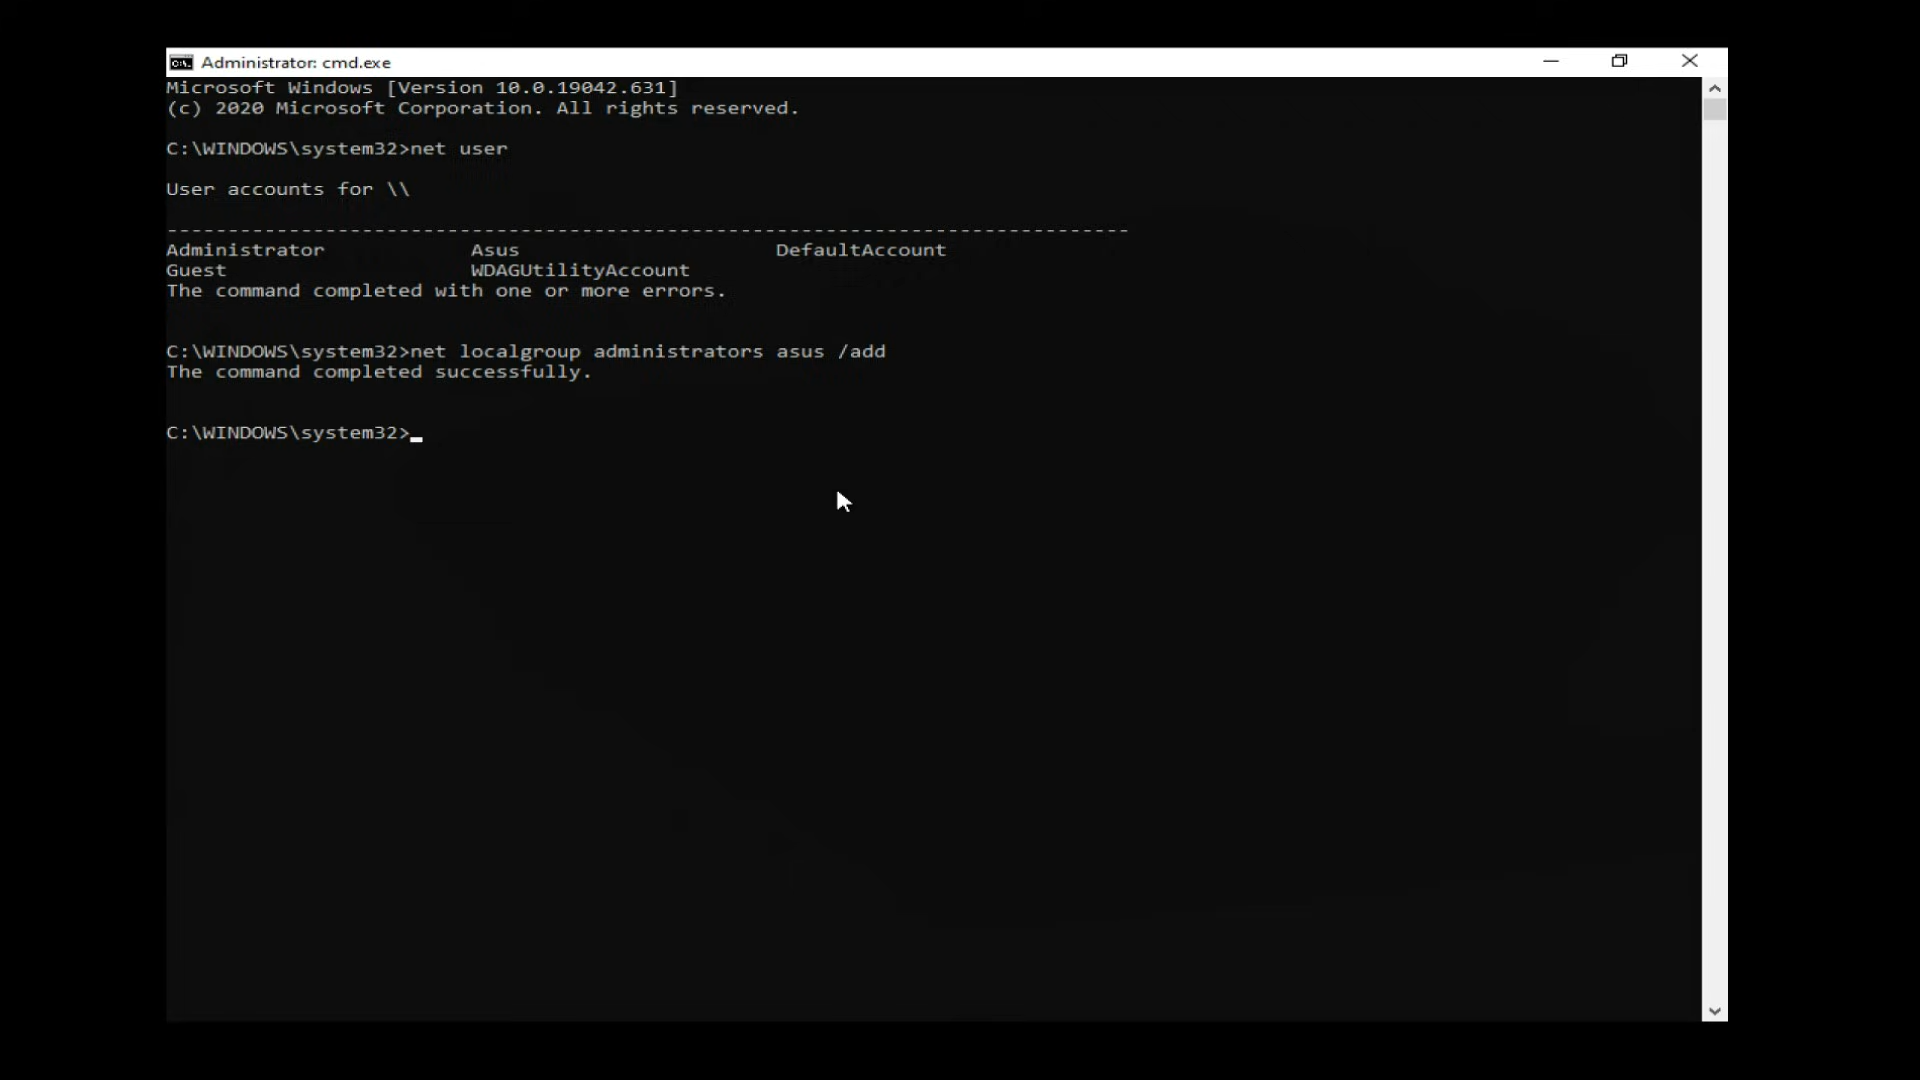 Administrator: cmd.exe
Microsoft Windows [Version 10.0.19042.631]
(c) 2020 Microsoft Corporation. All rights reserved.
C:\WINDOWS\system32>net user
User accounts for \\
-------------------------------------------------------------------------------
Administrator Asus DefaultAccount
Guest WDAGUtilityAccount
The command completed with one or more errors.
C:\WINDOWS\system32>net localgroup administrators asus /add
The command completed successfully.
C:\WINDOWS\system32>